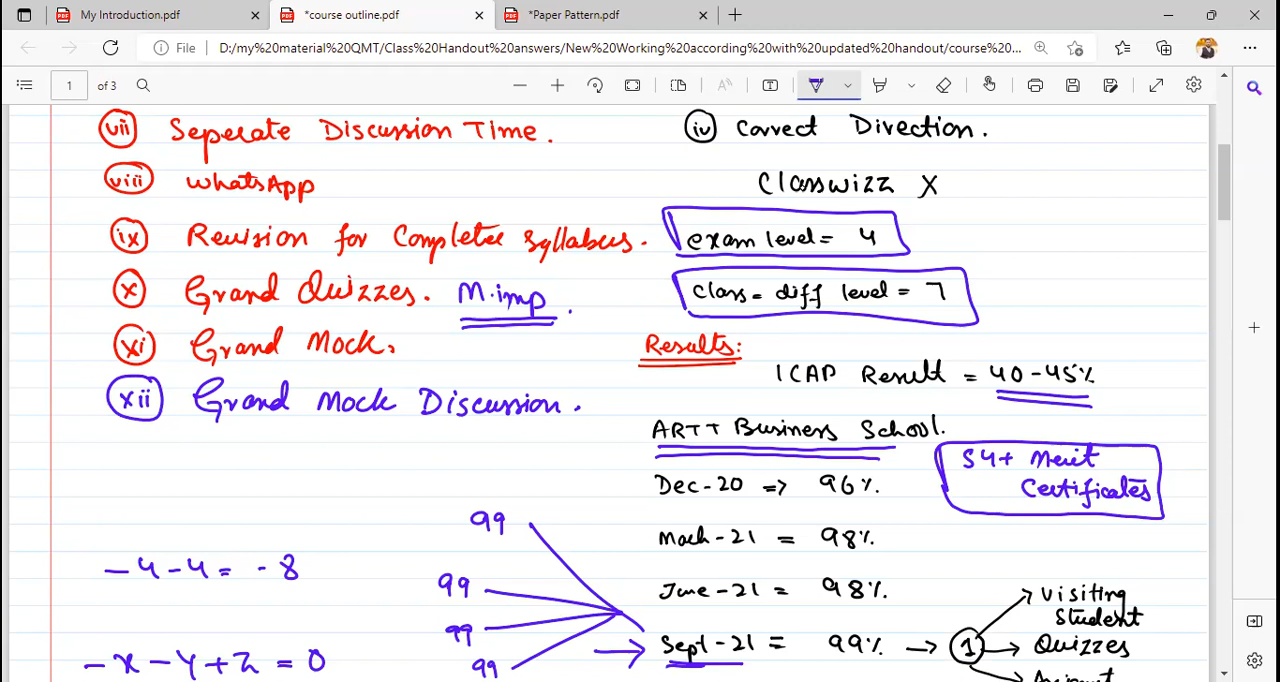 My Introduction.pdf
*course outline.pdf
*Paper Pattern.pdf
File
D:/my%20material%20QMT/Class%20Handout%20answers/New%20Working%20according%20with%20updated%20handout/course%20...
1 of 3
vii Seperate Discussion Time.
viii WhatsApp
ix Revision for Complete Syllabus.
x Grand Quizzes. M.imp.
xi Grand Mock.
xii Grand Mock Discussion.
-4-4= -8
-x-y+z=0
99
99
99
99
iv Correct Direction.
Classwizz X
exam level= 4
class= diff level= 7
Results:
ICAP Result = 40-45%
ARTT Business School.
54+ Merit
Certificates
Dec-20 => 96%.
Mach-21 = 98%.
June-21 = 98%.
Sept-21 = 99% → 1
Visiting
Student
Quizzes